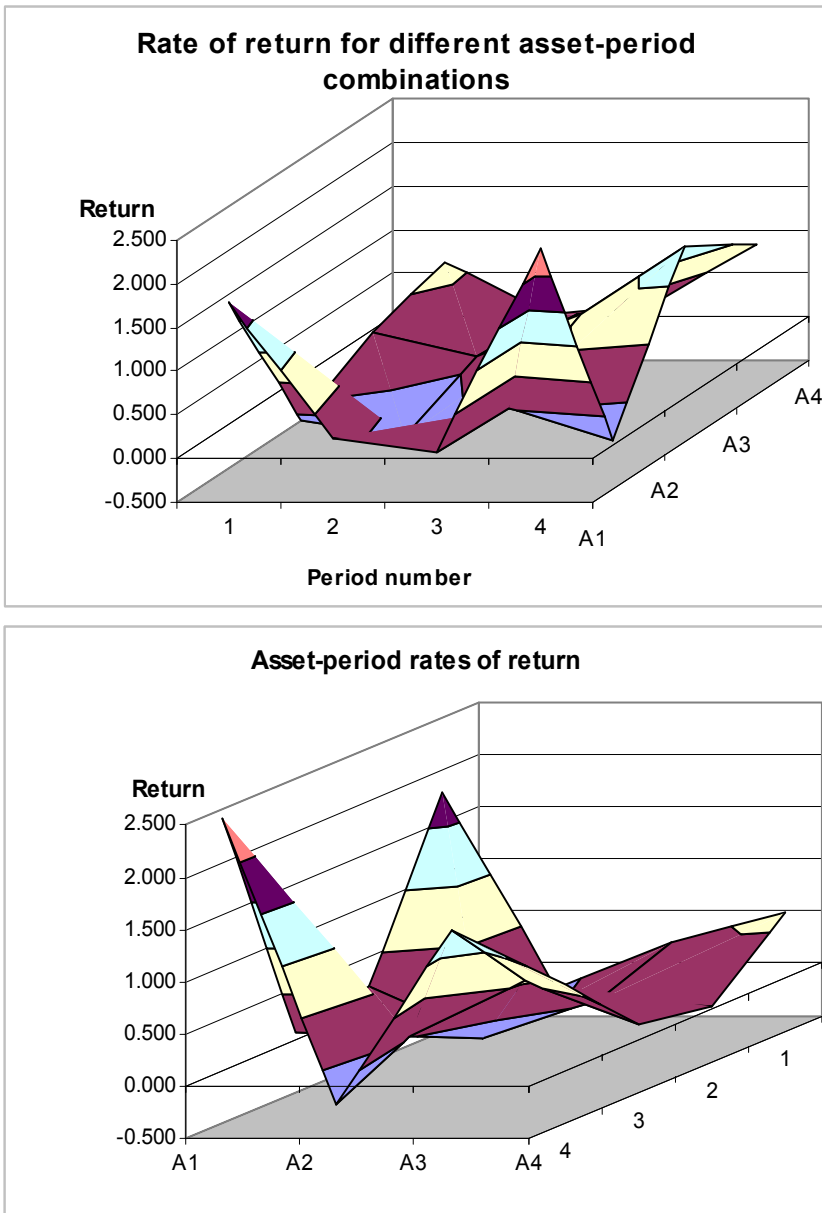 Rate of return for different asset-period
combinations
Return
2.500
2.000
1.500
1.000
0.500
0.000
-0.500
1 2 3 4
A1
A2
A3
A4
Period number
Asset-period rates of return
Return
2.500
2.000
1.500
1.000
0.500
0.000
-0.500
A1 A2 A3 A4
4
3
2
1